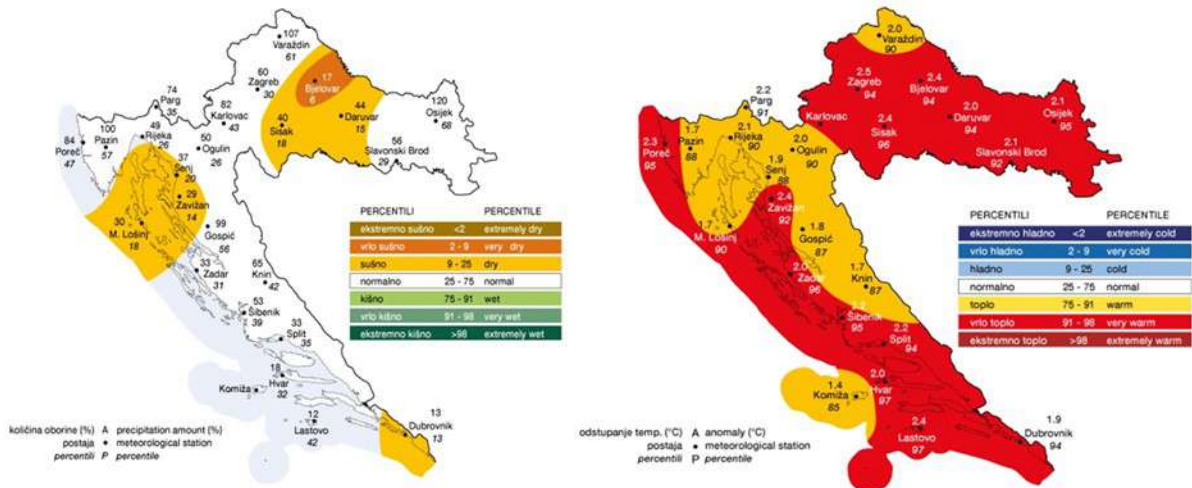 107
Varaždin
61
60
Zagreb
30
17
Bjelovar
6
74
Parg
35
82
Karlovac
43
40
Sisak
18
44
Daruvar
15
120
Osijek
68
84
Poreč
47
100
Pazin
57
49
Rijeka
26
50
Ogulin
26
56
Slavonski Brod
29
37
Senj
20
29
Zavižan
14
30
M. Lošinj
18
99
Gospić
56
33
Zadar
31
65
Knin
42
53
Šibenik
39
33
Split
35
18
Hvar
32
Komiža
12
Lastovo
42
13
Dubrovnik
13
PERCENTILI PERCENTILE
ekstremno sušno <2 extremely dry
vrlo sušno 2 - 9 very dry
sušno 9 - 25 dry
normalno 25 - 75 normal
kišno 75 - 91 wet
vrlo kišno 91 - 98 very wet
ekstremno kišno >98 extremely wet
količina oborine (%) A precipitation amount (%)
postaja meteorological station
percentili P percentile
2.0
Varaždin
90
2.5
Zagreb
94
2.4
Bjelovar
94
2.2
Parg
91
Karlovac
2.4
Sisak
96
2.0
Daruvar
94
2.1
Osijek
95
2.3
Poreč
95
1.7
Pazin
88
2.1
Rijeka
90
2.0
Ogulin
90
2.1
Slavonski Brod
92
1.9
Senj
88
2.4
Zavižan
92
1.7
M. Lošinj
90
1.8
Gospić
87
2.0
Zadar
96
1.7
Knin
87
2.2
Šibenik
95
2.2
Split
94
2.0
Hvar
97
1.4
Komiža
85
2.4
Lastovo
97
1.9
Dubrovnik
94
PERCENTILI PERCENTILE
ekstremno hladno <2 extremely cold
vrlo hladno 2 - 9 very cold
hladno 9 - 25 cold
normalno 25 - 75 normal
toplo 75 - 91 warm
vrlo toplo 91 - 98 very warm
ekstremno toplo >98 extremely warm
odstupanje temp. (°C) A anomaly (°C)
postaja meteorological station
percentili P percentile